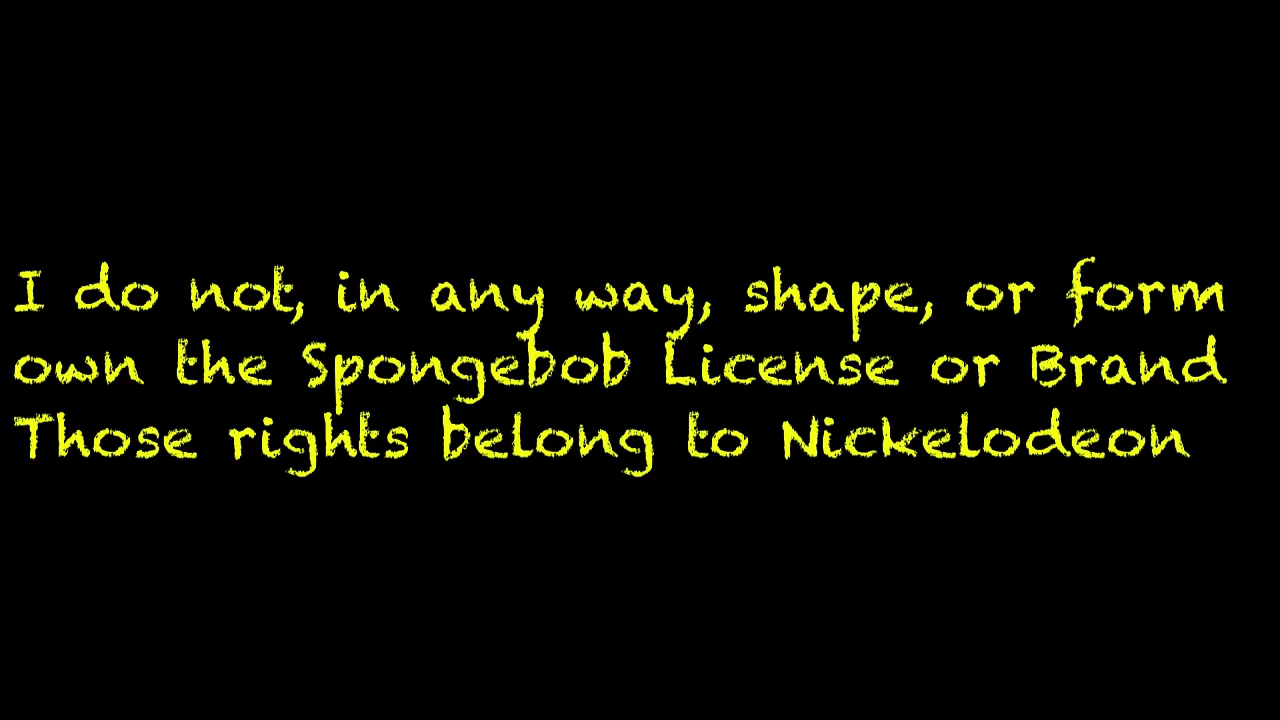 I do not, in any way, shape, or form
own the Spongebob License or Brand
Those rights belong to Nickelodeon